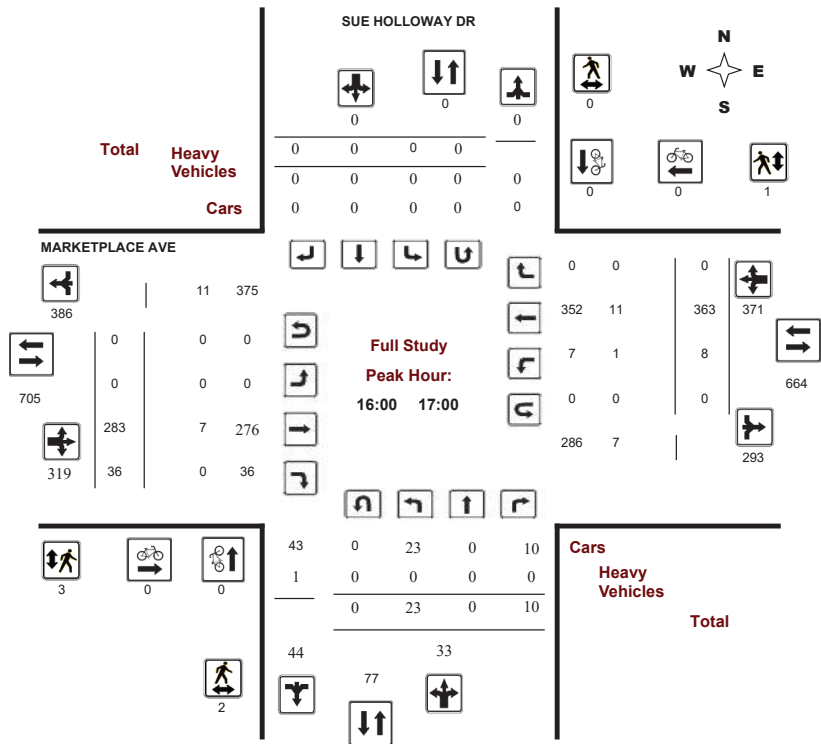 SUE HOLLOWAY DR
N
W E
S
0
0 0 0
Total Heavy Vehicles Cars
0 0 0 0
0 0 0 0 0
0 0 0 0 0
0 0 1
MARKETPLACE AVE
386
11 375
705
0 0 0
0 0 0
283 7 276
319
36 0 36
Full Study
Peak Hour:
16:00 17:00
0 0 0
352 11 363 371
7 1 8
664
0 0 0
286 7
293
3 0 0
2
43 0 23 0 10
1 0 0 0 0
0 23 0 10
44 33
77
Cars
Heavy
Vehicles
Total